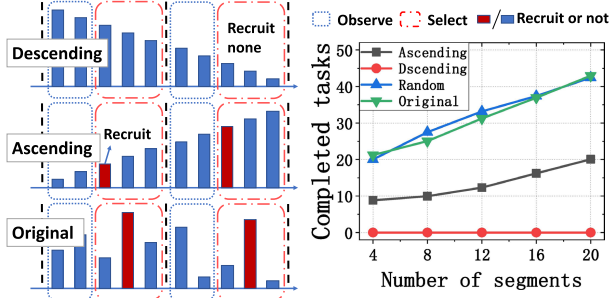 Observe Select / Recruit or not
Descending
Recruit
none
Ascending
Recruit
Original
Completed tasks
50
40
30
20
10
0
Ascending
Dscending
Random
Original
4 8 12 16 20
Number of segments